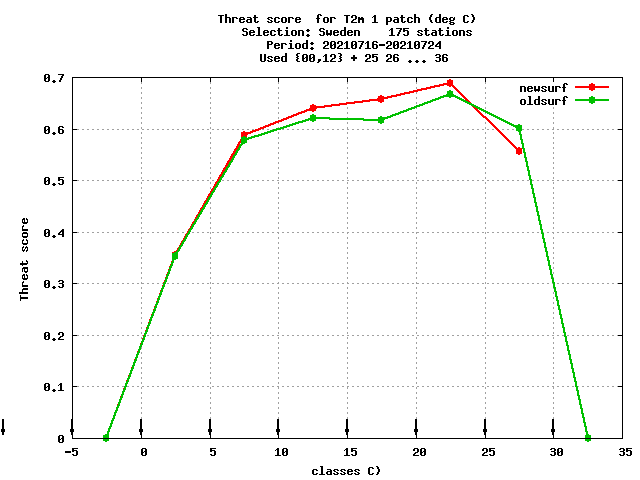 Threat score  for T2m 1 patch (deg C)
Selection: Sweden    175 stations
Period: 20210716-20210724
Used {00,12} + 25 26 ... 36
newsurf
oldsurf
0.7
0.6
0.5
0.4
0.3
0.2
0.1
0
Threat score
-5 0 5 10 15 20 25 30 35
classes C)